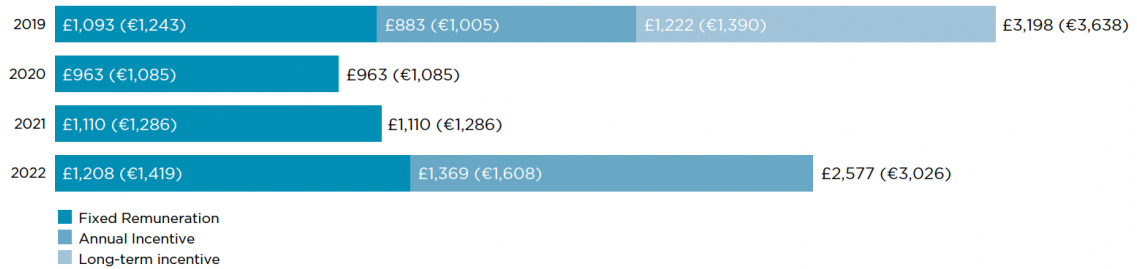 2019 £1,093 (€1,243) £883 (€1,005) £1,222 (€1,390) £3,198 (€3,638)
2020 £963 (€1,085) £963 (€1,085)
2021 £1,110 (€1,286) £1,110 (€1,286)
2022 £1,208 (€1,419) £1,369 (€1,608) £2,577 (€3,026)
Fixed Remuneration
Annual Incentive
Long-term incentive